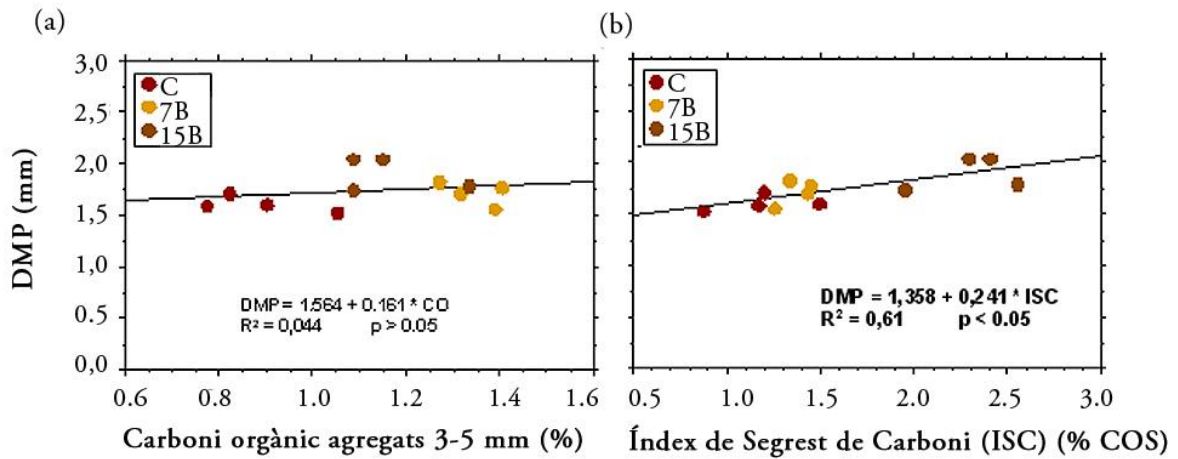 (a)
3,0
2,5
2,0
1,5
1,0
0.5
0,0
DMP (mm)
C
7B
15B
DMP = 1.564 + 0.161 * CO
R² = 0,044 p > 0.05
0.6 0.8 1.0 1.2 1.4 1.6
Carboni orgànic agregats 3-5 mm (%)
(b)
C
7B
15B
DMP = 1,358 + 0,241 * ISC
R² = 0,61 p < 0.05
0.5 1.0 1.5 2.0 2.5 3.0
Índex de Segrest de Carboni (ISC) (% COS)